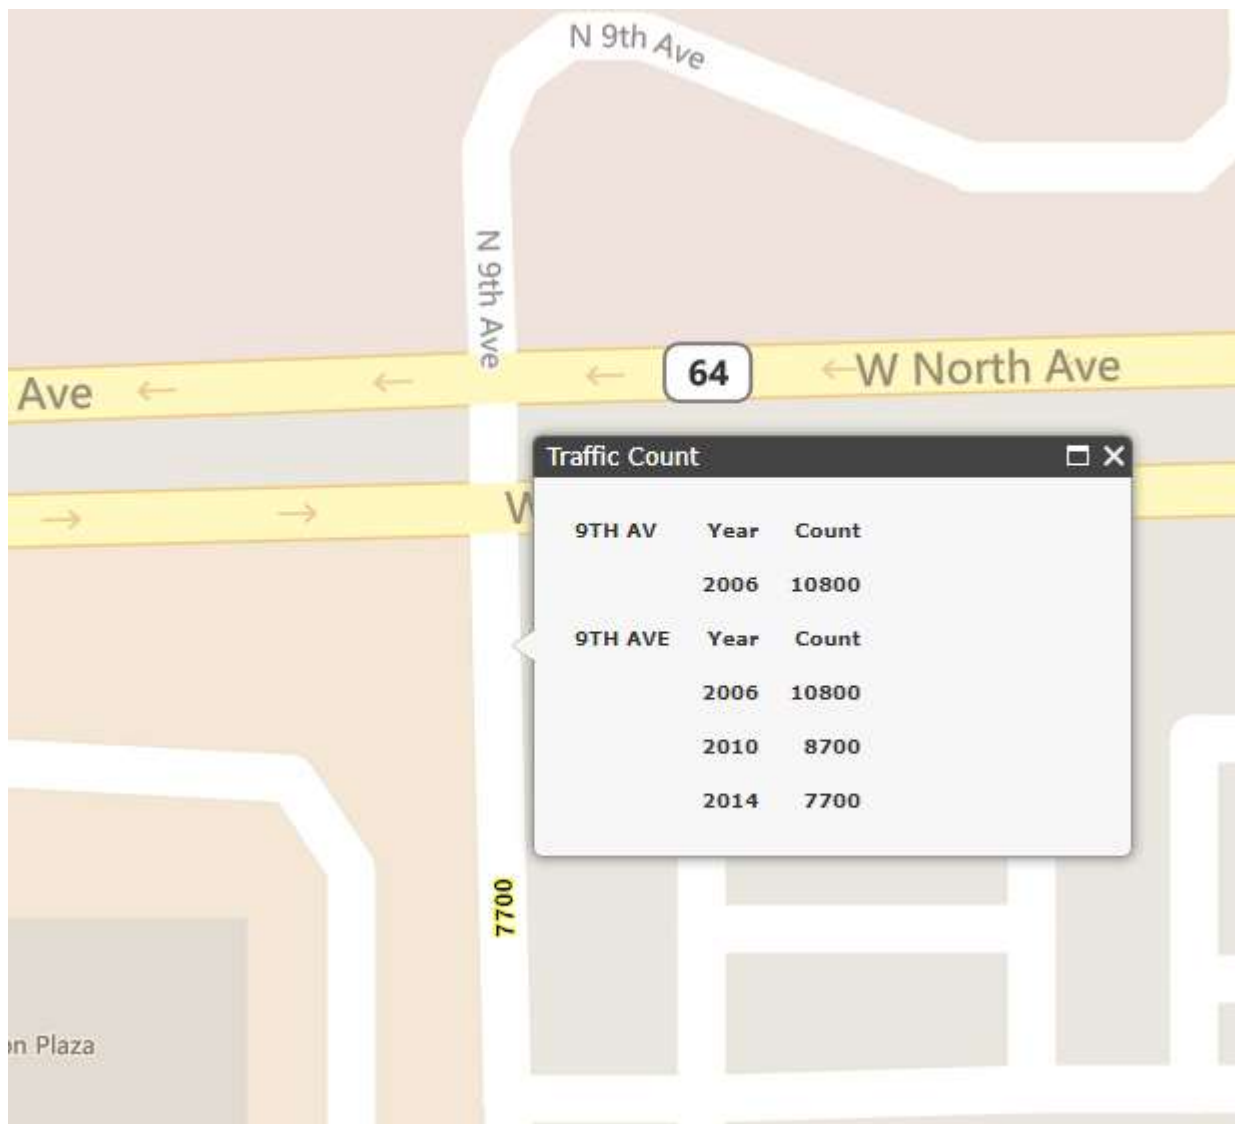 N 9th Ave
N 9th Ave
64
W North Ave
Ave
Traffic Count
W
9TH AV Year Count
2006 10800
9TH AVE Year Count
2006 10800
2010 8700
2014 7700
7700
on Plaza